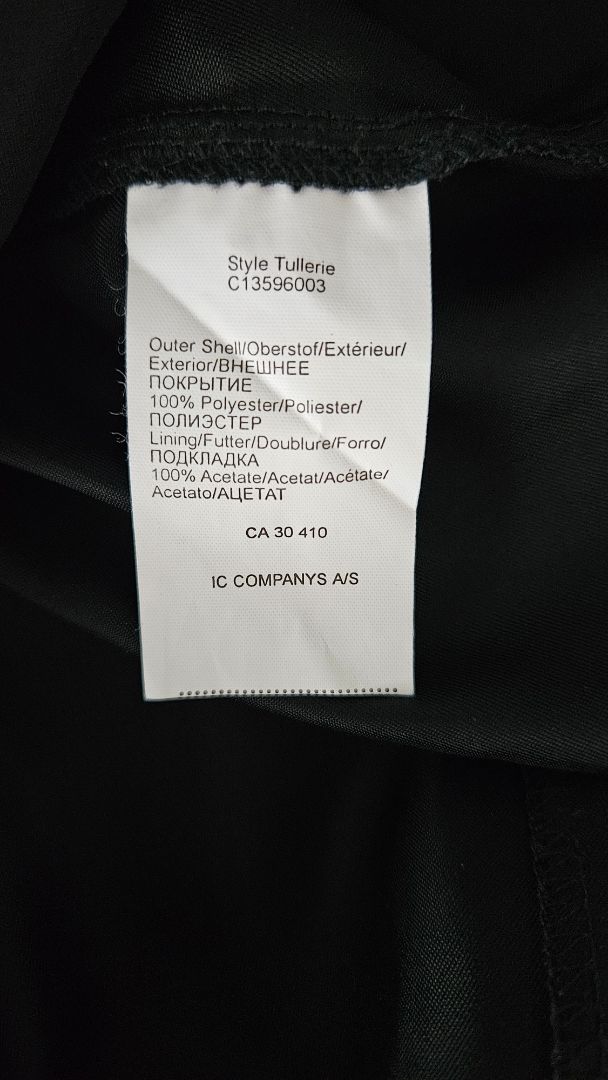 Style Tullerie
C13596003
Outer Shell/Oberstof/Extérieur/
Exterior/ВНЕШНЕЕ
ПОКРЫТИЕ
100% Polyester/Poliester/
ПОЛИЭСТЕР
Lining/Futter/Doublure/Forro/
ПОДКЛАДКА
100% Acetate/Acetat/Acétate/
Acetato/АЦЕТАТ
CA 30 410
IC COMPANYS A/S